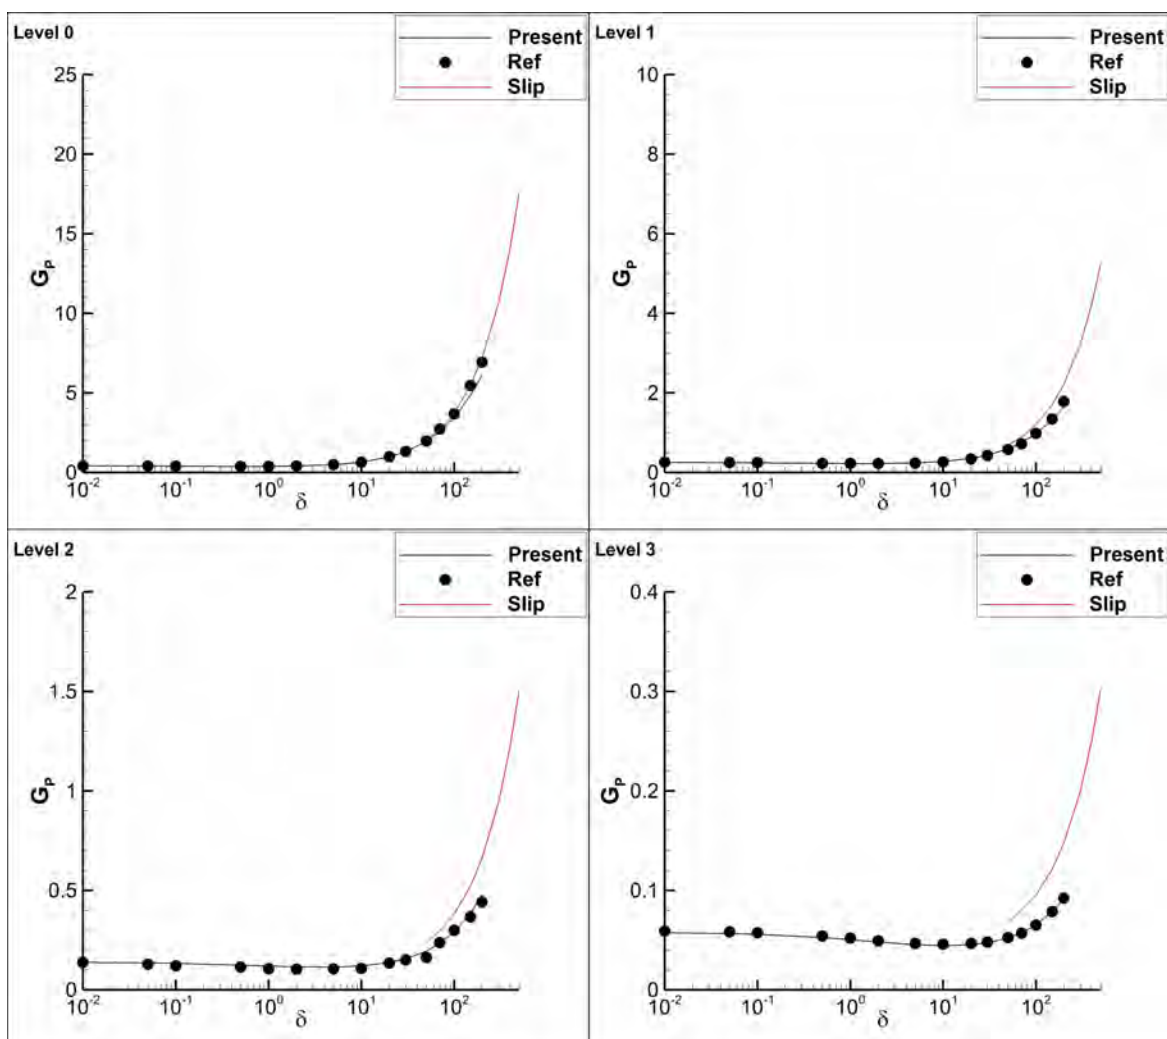 Level 0
Present
Ref
Slip
25
20
15
10
5
0
G_P
10^-2
10^-1
10^0
10^1
10^2
δ
Level 1
Present
Ref
Slip
10
8
6
4
2
0
G_P
10^-2
10^-1
10^0
10^1
10^2
δ
Level 2
Present
Ref
Slip
2
1.5
1
0.5
0
G_P
10^-2
10^-1
10^0
10^1
10^2
δ
Level 3
Present
Ref
Slip
0.4
0.3
0.2
0.1
0
G_P
10^-2
10^-1
10^0
10^1
10^2
δ